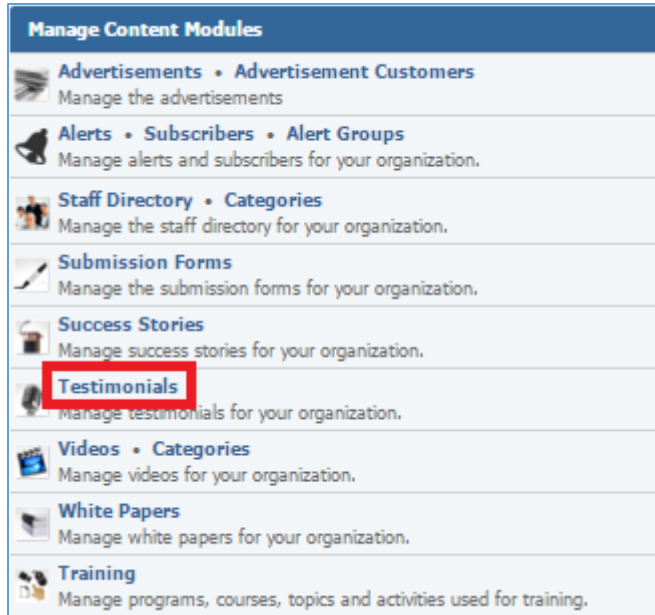 Manage Content Modules
Advertisements • Advertisement Customers
Manage the advertisements
Alerts • Subscribers • Alert Groups
Manage alerts and subscribers for your organization.
Staff Directory • Categories
Manage the staff directory for your organization.
Submission Forms
Manage the submission forms for your organization.
Success Stories
Manage success stories for your organization.
Testimonials
Manage testimonials for your organization.
Videos • Categories
Manage videos for your organization.
White Papers
Manage white papers for your organization.
Training
Manage programs, courses, topics and activities used for training.